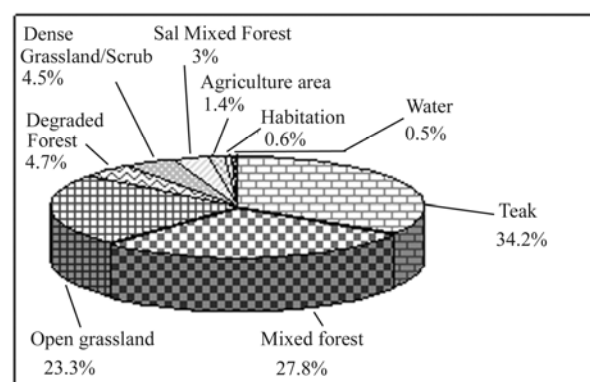 Dense
Grassland/Scrub
4.5%
Sal Mixed Forest
3%
Agriculture area
1.4%
Habitation
0.6%
Water
0.5%
Degraded
Forest
4.7%
Teak
34.2%
Open grassland
23.3%
Mixed forest
27.8%